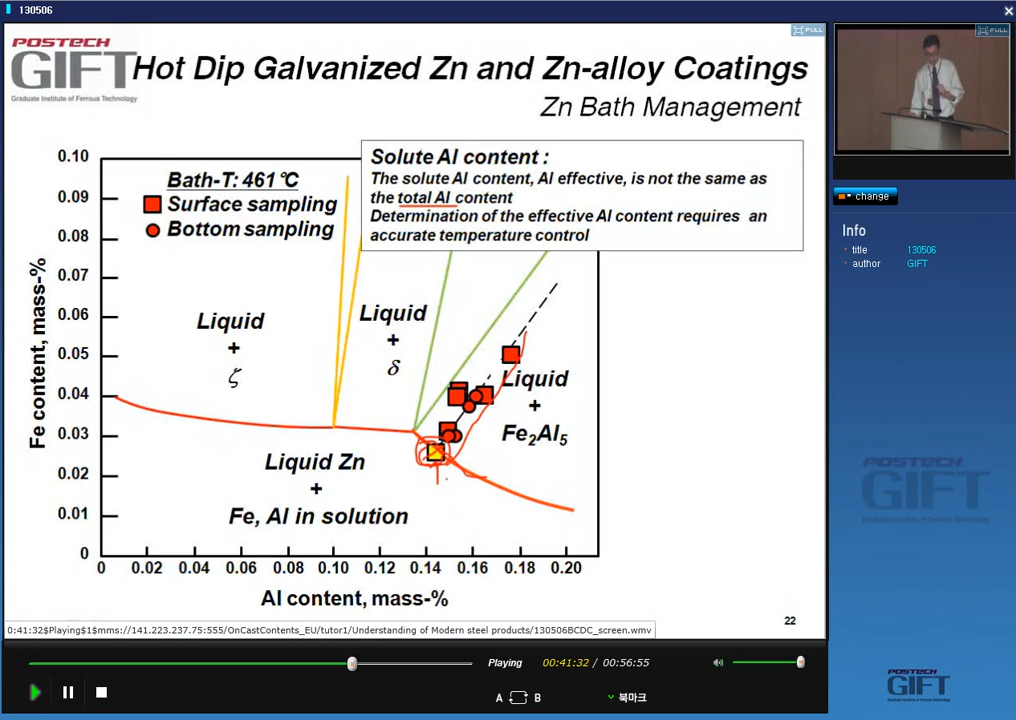 130506
POSTECH
GIFT
Graduate Institute of Ferrous Technology
Hot Dip Galvanized Zn and Zn-alloy Coatings
Zn Bath Management
FULL
FULL
change
Info
title 130506
author GIFT
Solute Al content :
The solute Al content, Al effective, is not the same as
the total Al content
Determination of the effective Al content requires an
accurate temperature control
Bath-T: 461°C
Surface sampling
Bottom sampling
Fe content, mass-%
0.10
0.09
0.08
0.07
0.06
0.05
0.04
0.03
0.02
0.01
0
Liquid
+
ζ
Liquid
+
δ
Liquid
+
Fe2Al5
Liquid Zn
+
Fe, Al in solution
0 0.02 0.04 0.06 0.08 0.10 0.12 0.14 0.16 0.18 0.20
Al content, mass-%
22
POSTECH
GIFT
0:41:32$Playing$1$mms://141.223.237.75:555/OnCastContents_EU/tutor1/Understanding of Modern steel products/130506BCDC_screen.wmv
Playing 00:41:32 / 00:56:55
A B 북마크
POSTECH
GIFT